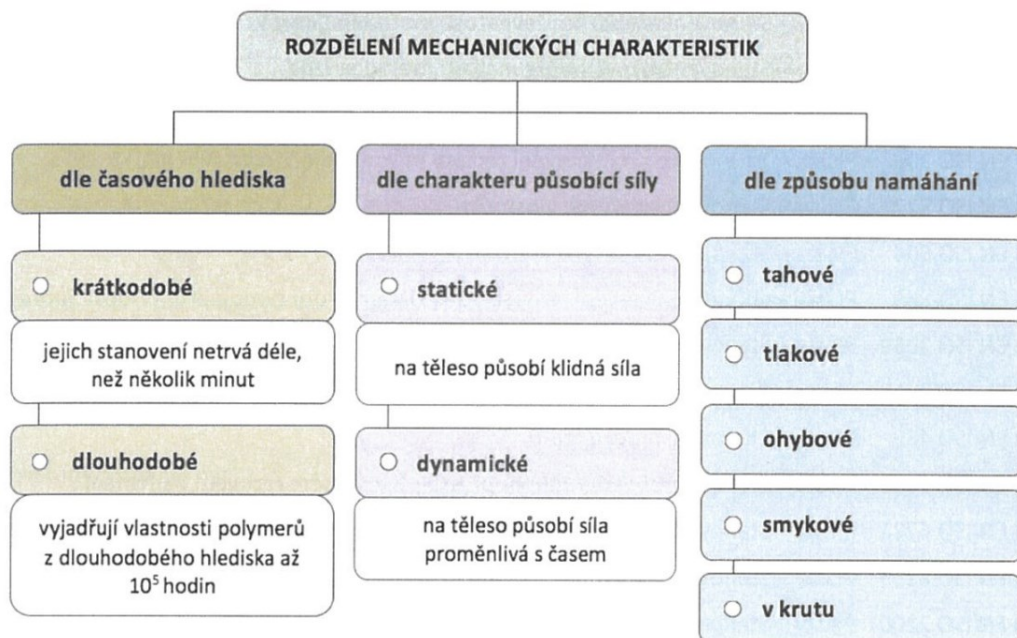 ROZDĚLENÍ MECHANICKÝCH CHARAKTERISTIK
dle časového hlediska
krátkodobé
jejich stanovení netrvá déle,
než několik minut
dlouhodobé
vyjadřují vlastnosti polymerů
z dlouhodobého hlediska až
10⁵ hodin
dle charakteru působící síly
statické
na těleso působí klidná síla
dynamické
na těleso působí síla
proměnlivá s časem
dle způsobu namáhání
tahové
tlakové
ohybové
smykové
v krutu